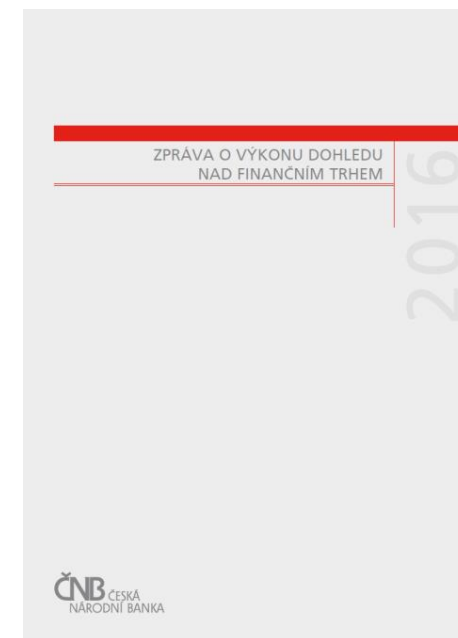 ZPRÁVA O VÝKONU DOHLEDU
NAD FINANČNÍM TRHEM
2016
ČNB ČESKÁ
NÁRODNÍ BANKA